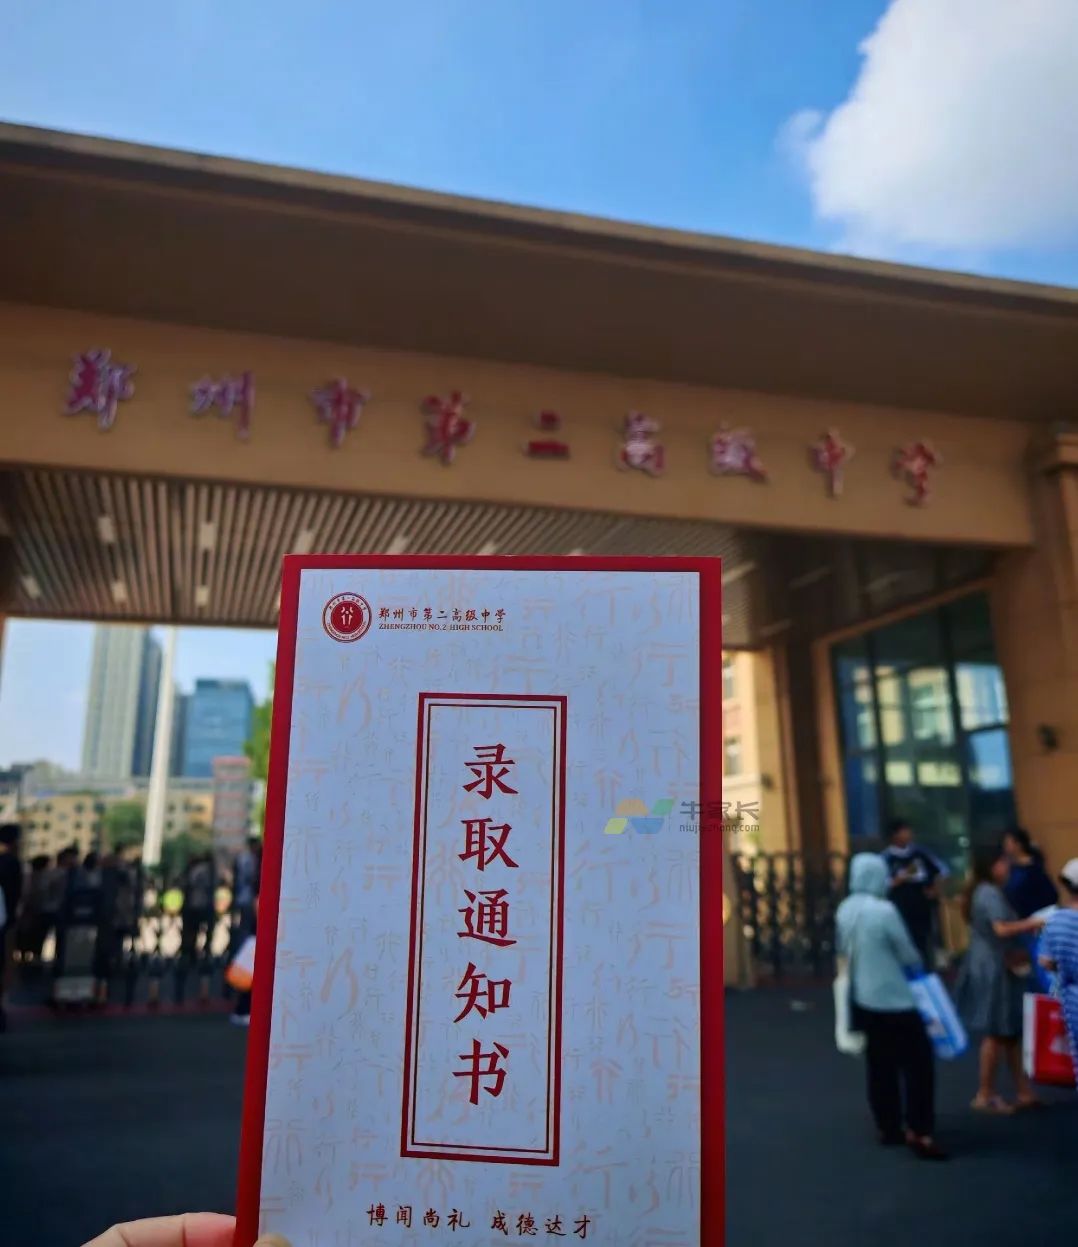 郑州市第二高级中学
郑州市第二高级中学
ZHENGZHOU NO.2 HIGH SCHOOL
录取通知书
牛家长
niujiazhang.com
博闻尚礼 成德达才